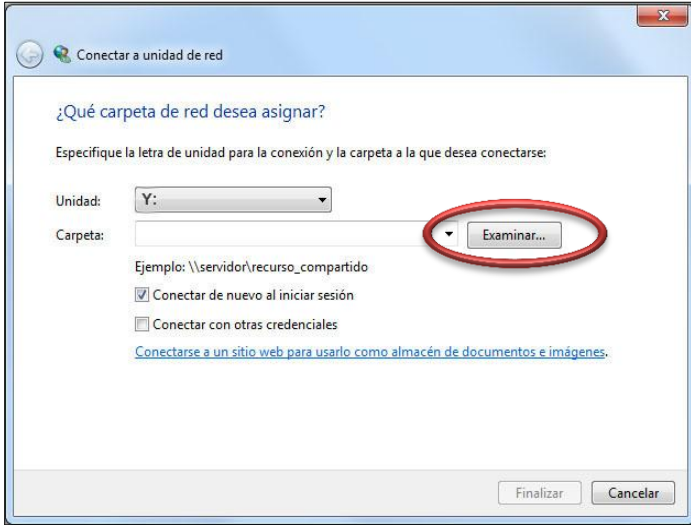 Conectar a unidad de red
¿Qué carpeta de red desea asignar?
Especifique la letra de unidad para la conexión y la carpeta a la que desea conectarse:
Unidad: Y:
Carpeta: Examinar...
Ejemplo: \\servidor\recurso_compartido
Conectar de nuevo al iniciar sesión
Conectar con otras credenciales
Conectarse a un sitio web para usarlo como almacén de documentos e imágenes.
Finalizar Cancelar